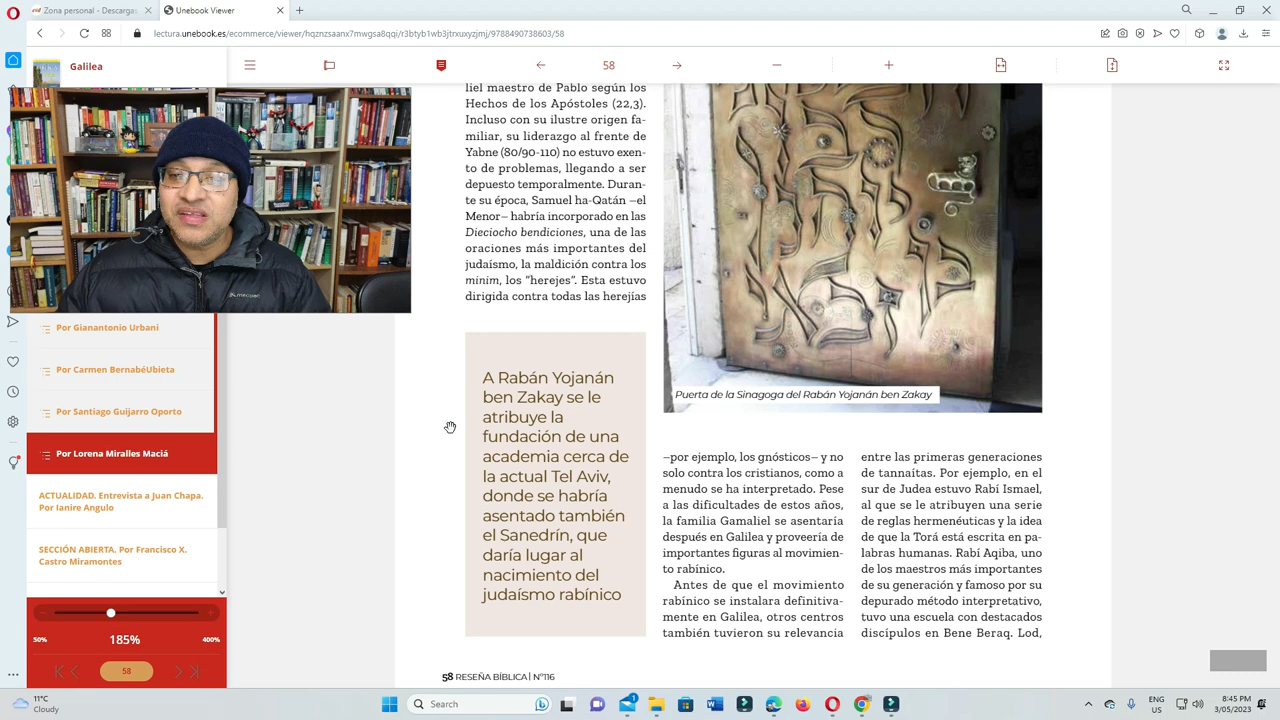 Zona personal - Descargas
Unebook Viewer
lectura.unebook.es/ecommerce/viewer/hqznzsaanx7mwgsa8qqi/r3btyb1wb3jtrxuxyzjmj/9788490738603/58
Galilea
58
Por Gianantonio Urbani
Por Carmen BernabéUbieta
Por Santiago Guijarro Oporto
Por Lorena Miralles Maciá
ACTUALIDAD. Entrevista a Juan Chapa.
Por Ianire Angulo
SECCIÓN ABIERTA. Por Francisco X.
Castro Miramontes
50%
185%
400%
58
liel maestro de Pablo según los
Hechos de los Apóstoles (22,3).
Incluso con su ilustre origen fa-
miliar, su liderazgo al frente de
Yabne (80/90-110) no estuvo exen-
to de problemas, llegando a ser
depuesto temporalmente. Duran-
te su época, Samuel ha-Qatán –el
Menor– habría incorporado en las
Dieciocho bendiciones, una de las
oraciones más importantes del
judaísmo, la maldición contra los
minim, los “herejes”. Esta estuvo
dirigida contra todas las herejías
A Rabán Yojanán
ben Zakay se le
atribuye la
fundación de una
academia cerca de
la actual Tel Aviv,
donde se habría
asentado también
el Sanedrín, que
daría lugar al
nacimiento del
judaísmo rabínico
Puerta de la Sinagoga del Rabán Yojanán ben Zakay
–por ejemplo, los gnósticos– y no
solo contra los cristianos, como a
menudo se ha interpretado. Pese
a las dificultades de estos años,
la familia Gamaliel se asentaría
después en Galilea y proveería de
importantes figuras al movimien-
to rabínico.
Antes de que el movimiento
rabínico se instalara definitiva-
mente en Galilea, otros centros
también tuvieron su relevancia
entre las primeras generaciones
de tannaítas. Por ejemplo, en el
sur de Judea estuvo Rabí Ismael,
al que se le atribuyen una serie
de reglas hermenéuticas y la idea
de que la Torá está escrita en pa-
labras humanas. Rabí Aqiba, uno
de los maestros más importantes
de su generación y famoso por su
depurado método interpretativo,
tuvo una escuela con destacados
discípulos en Bene Beraq. Lod,
58 RESEÑA BÍBLICA | Nº116
11°C
Cloudy
Search
ENG
US
8:45 PM
3/05/2023